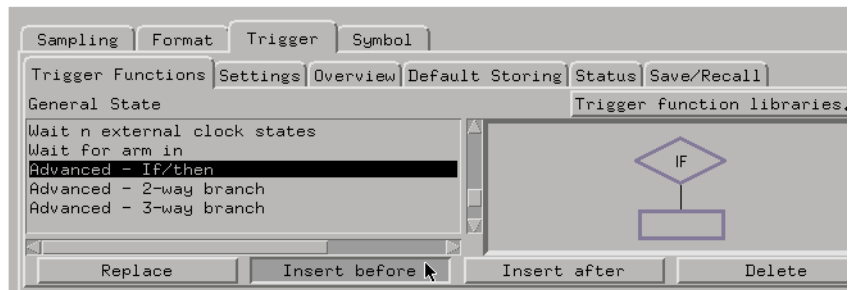 Sampling Format Trigger Symbol
Trigger Functions Settings Overview Default Storing Status Save/Recall
General State Trigger function libraries.
Wait n external clock states
Wait for arm in
Advanced - If/then
Advanced - 2-way branch
Advanced - 3-way branch
IF
Replace Insert before Insert after Delete